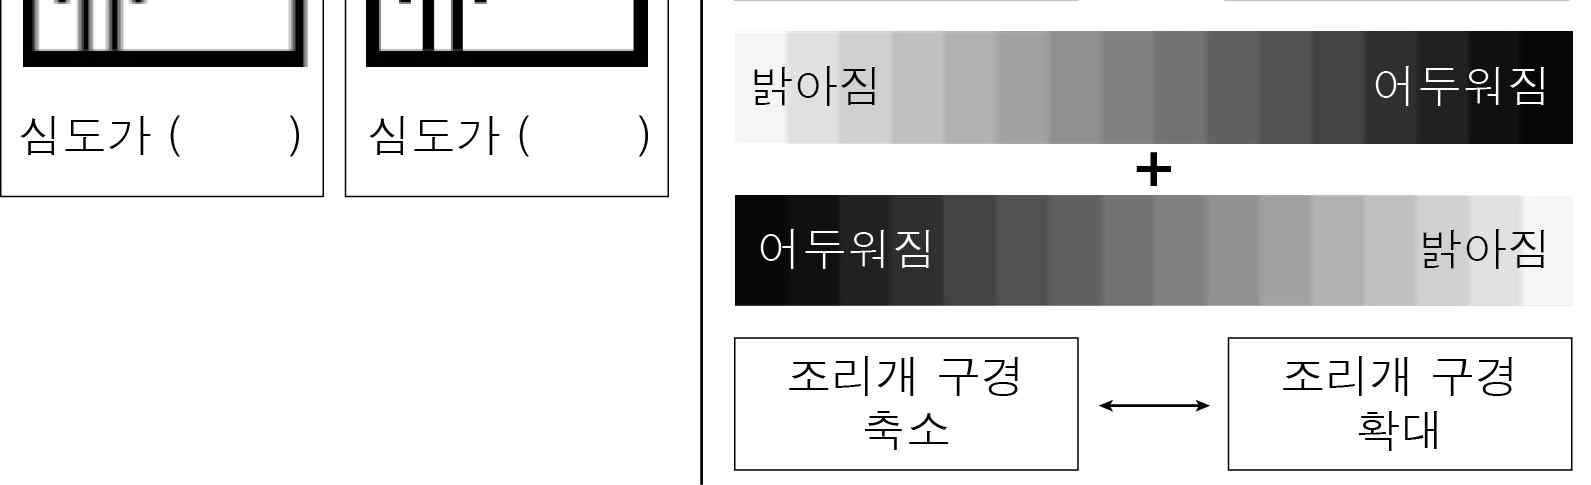 심도가 (        )
심도가 (        )
밝아짐
어두워짐
+
어두워짐
밝아짐
조리개 구경
축소
조리개 구경
확대